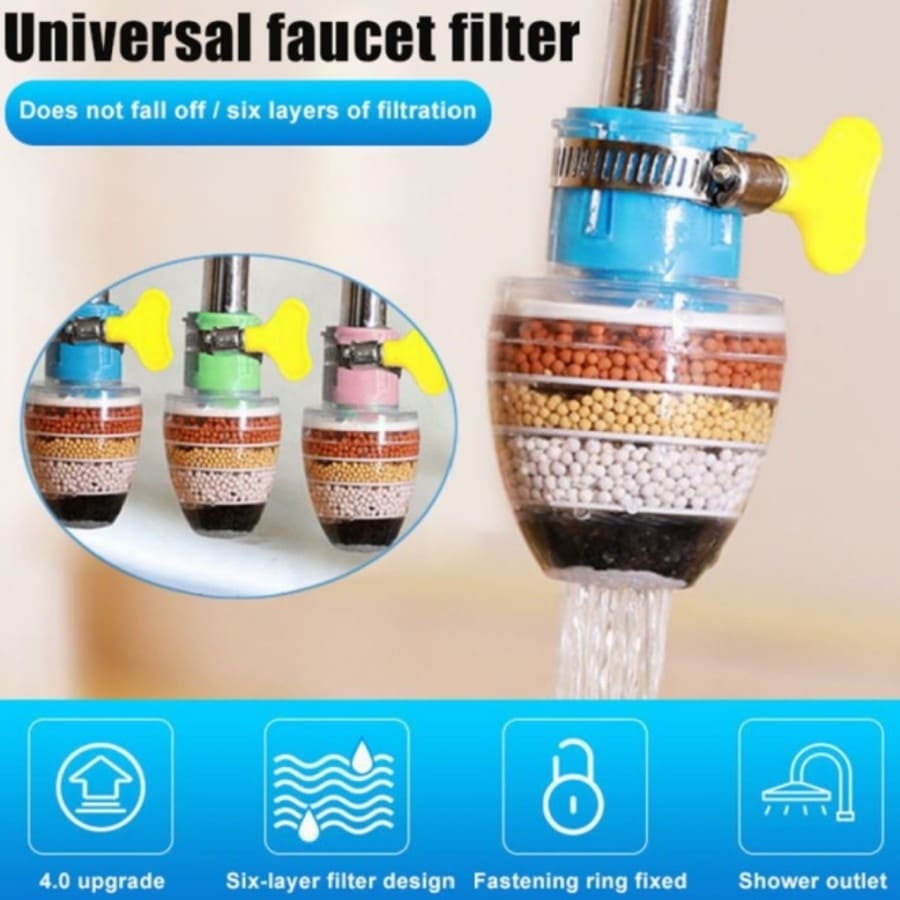 Universal faucet filter
Does not fall off / six layers of filtration
4.0 upgrade
Six-layer filter design
Fastening ring fixed
Shower outlet